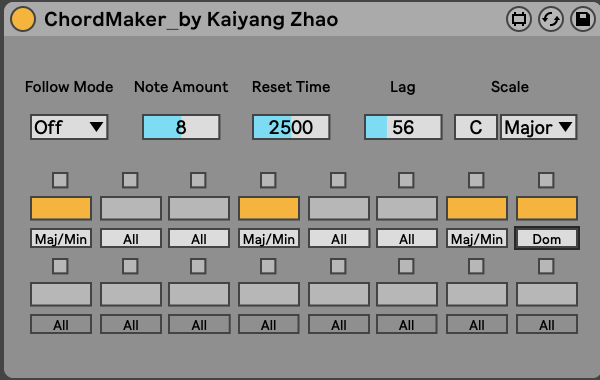 ChordMaker_by Kaiyang Zhao
Follow Mode Note Amount Reset Time Lag Scale
Off 8 2500 56 C Major
Maj/Min All All Maj/Min All All Maj/Min Dom
All All All All All All All All